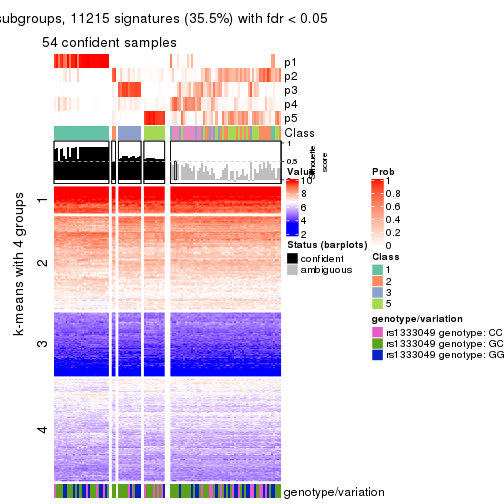 subgroups, 11215 signatures (35.5%) with fdr < 0.05
54 confident samples
p1
p2
p3
p4
p5
Class
1
0.5
0
silhouette
score
k-means with 4 groups
1
2
3
4
Value
10
8
6
4
2
Status (barplots)
confident
ambiguous
Prob
1
0.8
0.6
0.4
0.2
0
Class
1
2
3
5
genotype/variation
rs1333049 genotype: CC
rs1333049 genotype: GC
rs1333049 genotype: GG
genotype/variation